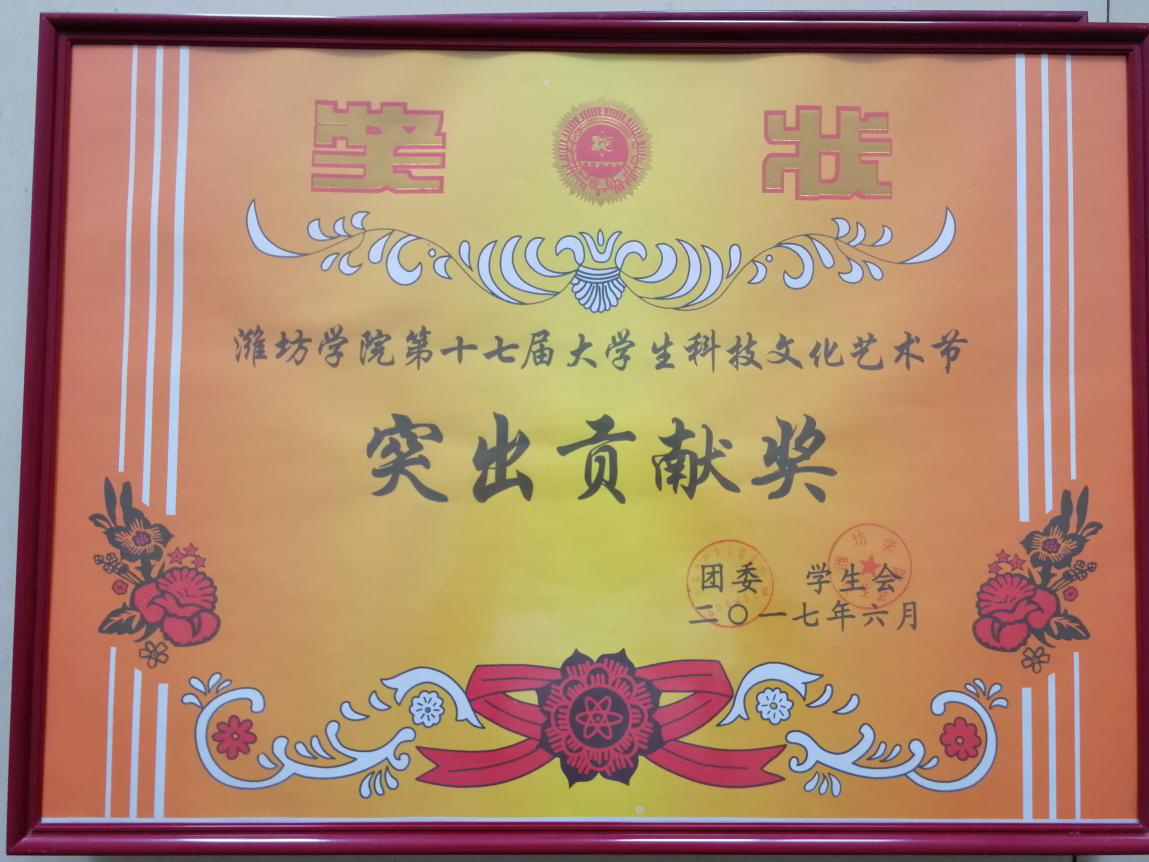 奖状
潍坊学院第十七届大学生科技文化艺术节
突出贡献奖
团委 学生会
二〇一七年六月